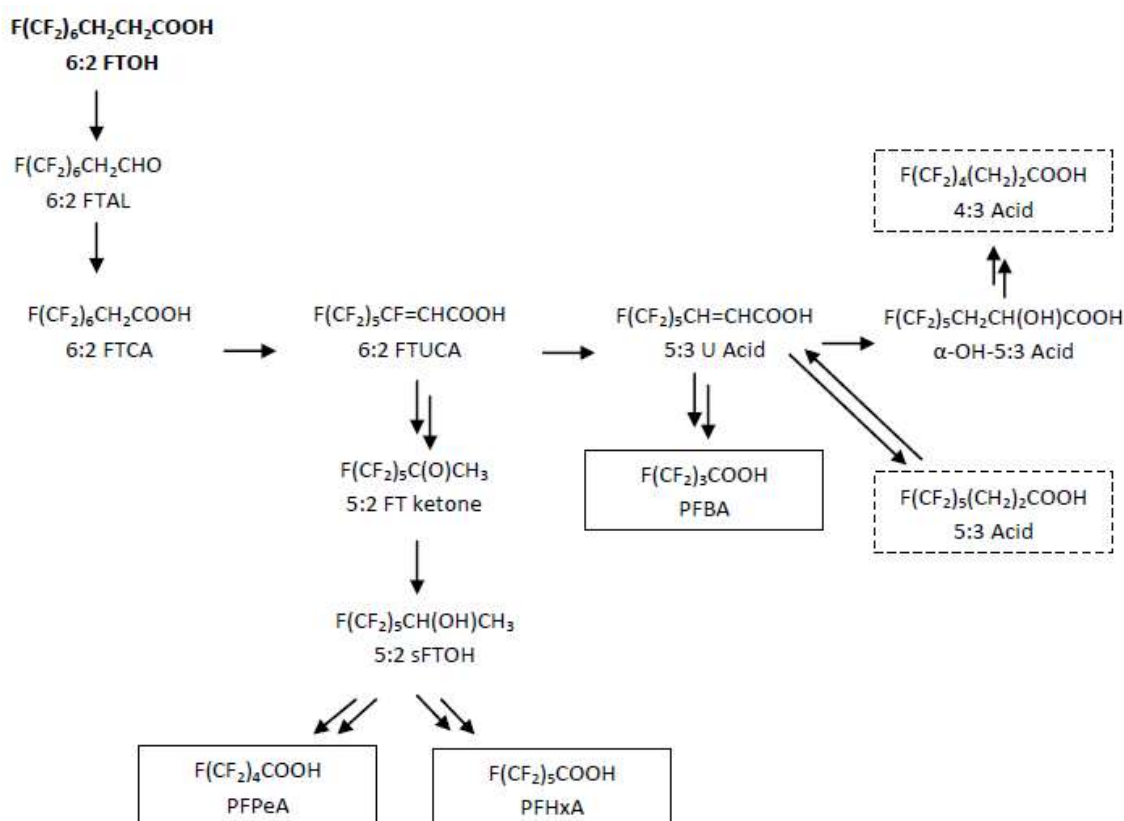 F(CF₂)₆CH₂CH₂COOH
6:2 FTOH
F(CF₂)₆CH₂CHO
6:2 FTAL
F(CF₂)₄(CH₂)₂COOH
4:3 Acid
F(CF₂)₆CH₂COOH
6:2 FTCA
F(CF₂)₅CF=CHCOOH
6:2 FTUCA
F(CF₂)₅CH=CHCOOH
5:3 U Acid
F(CF₂)₅CH₂CH(OH)COOH
α-OH-5:3 Acid
F(CF₂)₅C(O)CH₃
5:2 FT ketone
F(CF₂)₃COOH
PFBA
F(CF₂)₅(CH₂)₂COOH
5:3 Acid
F(CF₂)₅CH(OH)CH₃
5:2 sFTOH
F(CF₂)₄COOH
PFPeA
F(CF₂)₅COOH
PFHxA